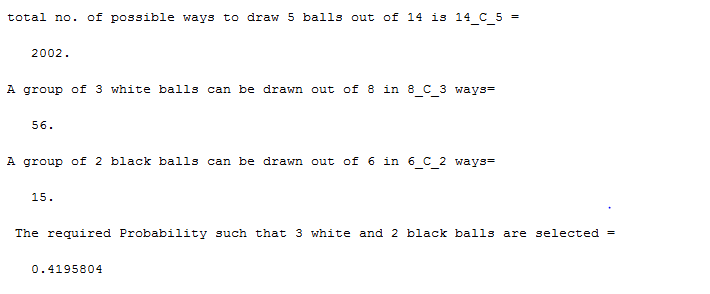 total no. of possible ways to draw 5 balls out of 14 is 14_C_5 =
2002.
A group of 3 white balls can be drawn out of 8 in 8_C_3 ways=
56.
A group of 2 black balls can be drawn out of 6 in 6_C_2 ways=
15.
The required Probability such that 3 white and 2 black balls are selected =
0.4195804